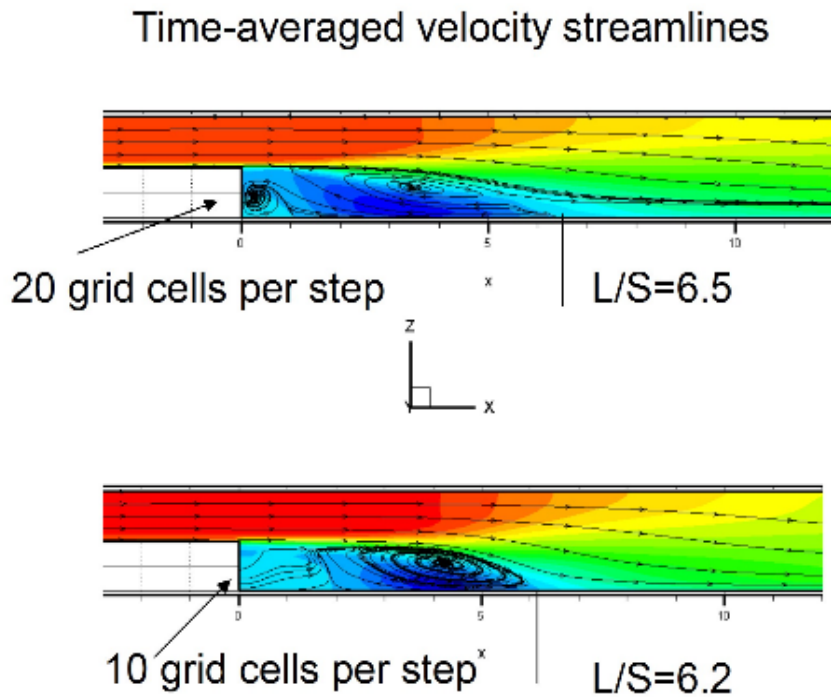 Time-averaged velocity streamlines
0 5 10
x
20 grid cells per step L/S=6.5
z
x
0 5 10
x
10 grid cells per step L/S=6.2